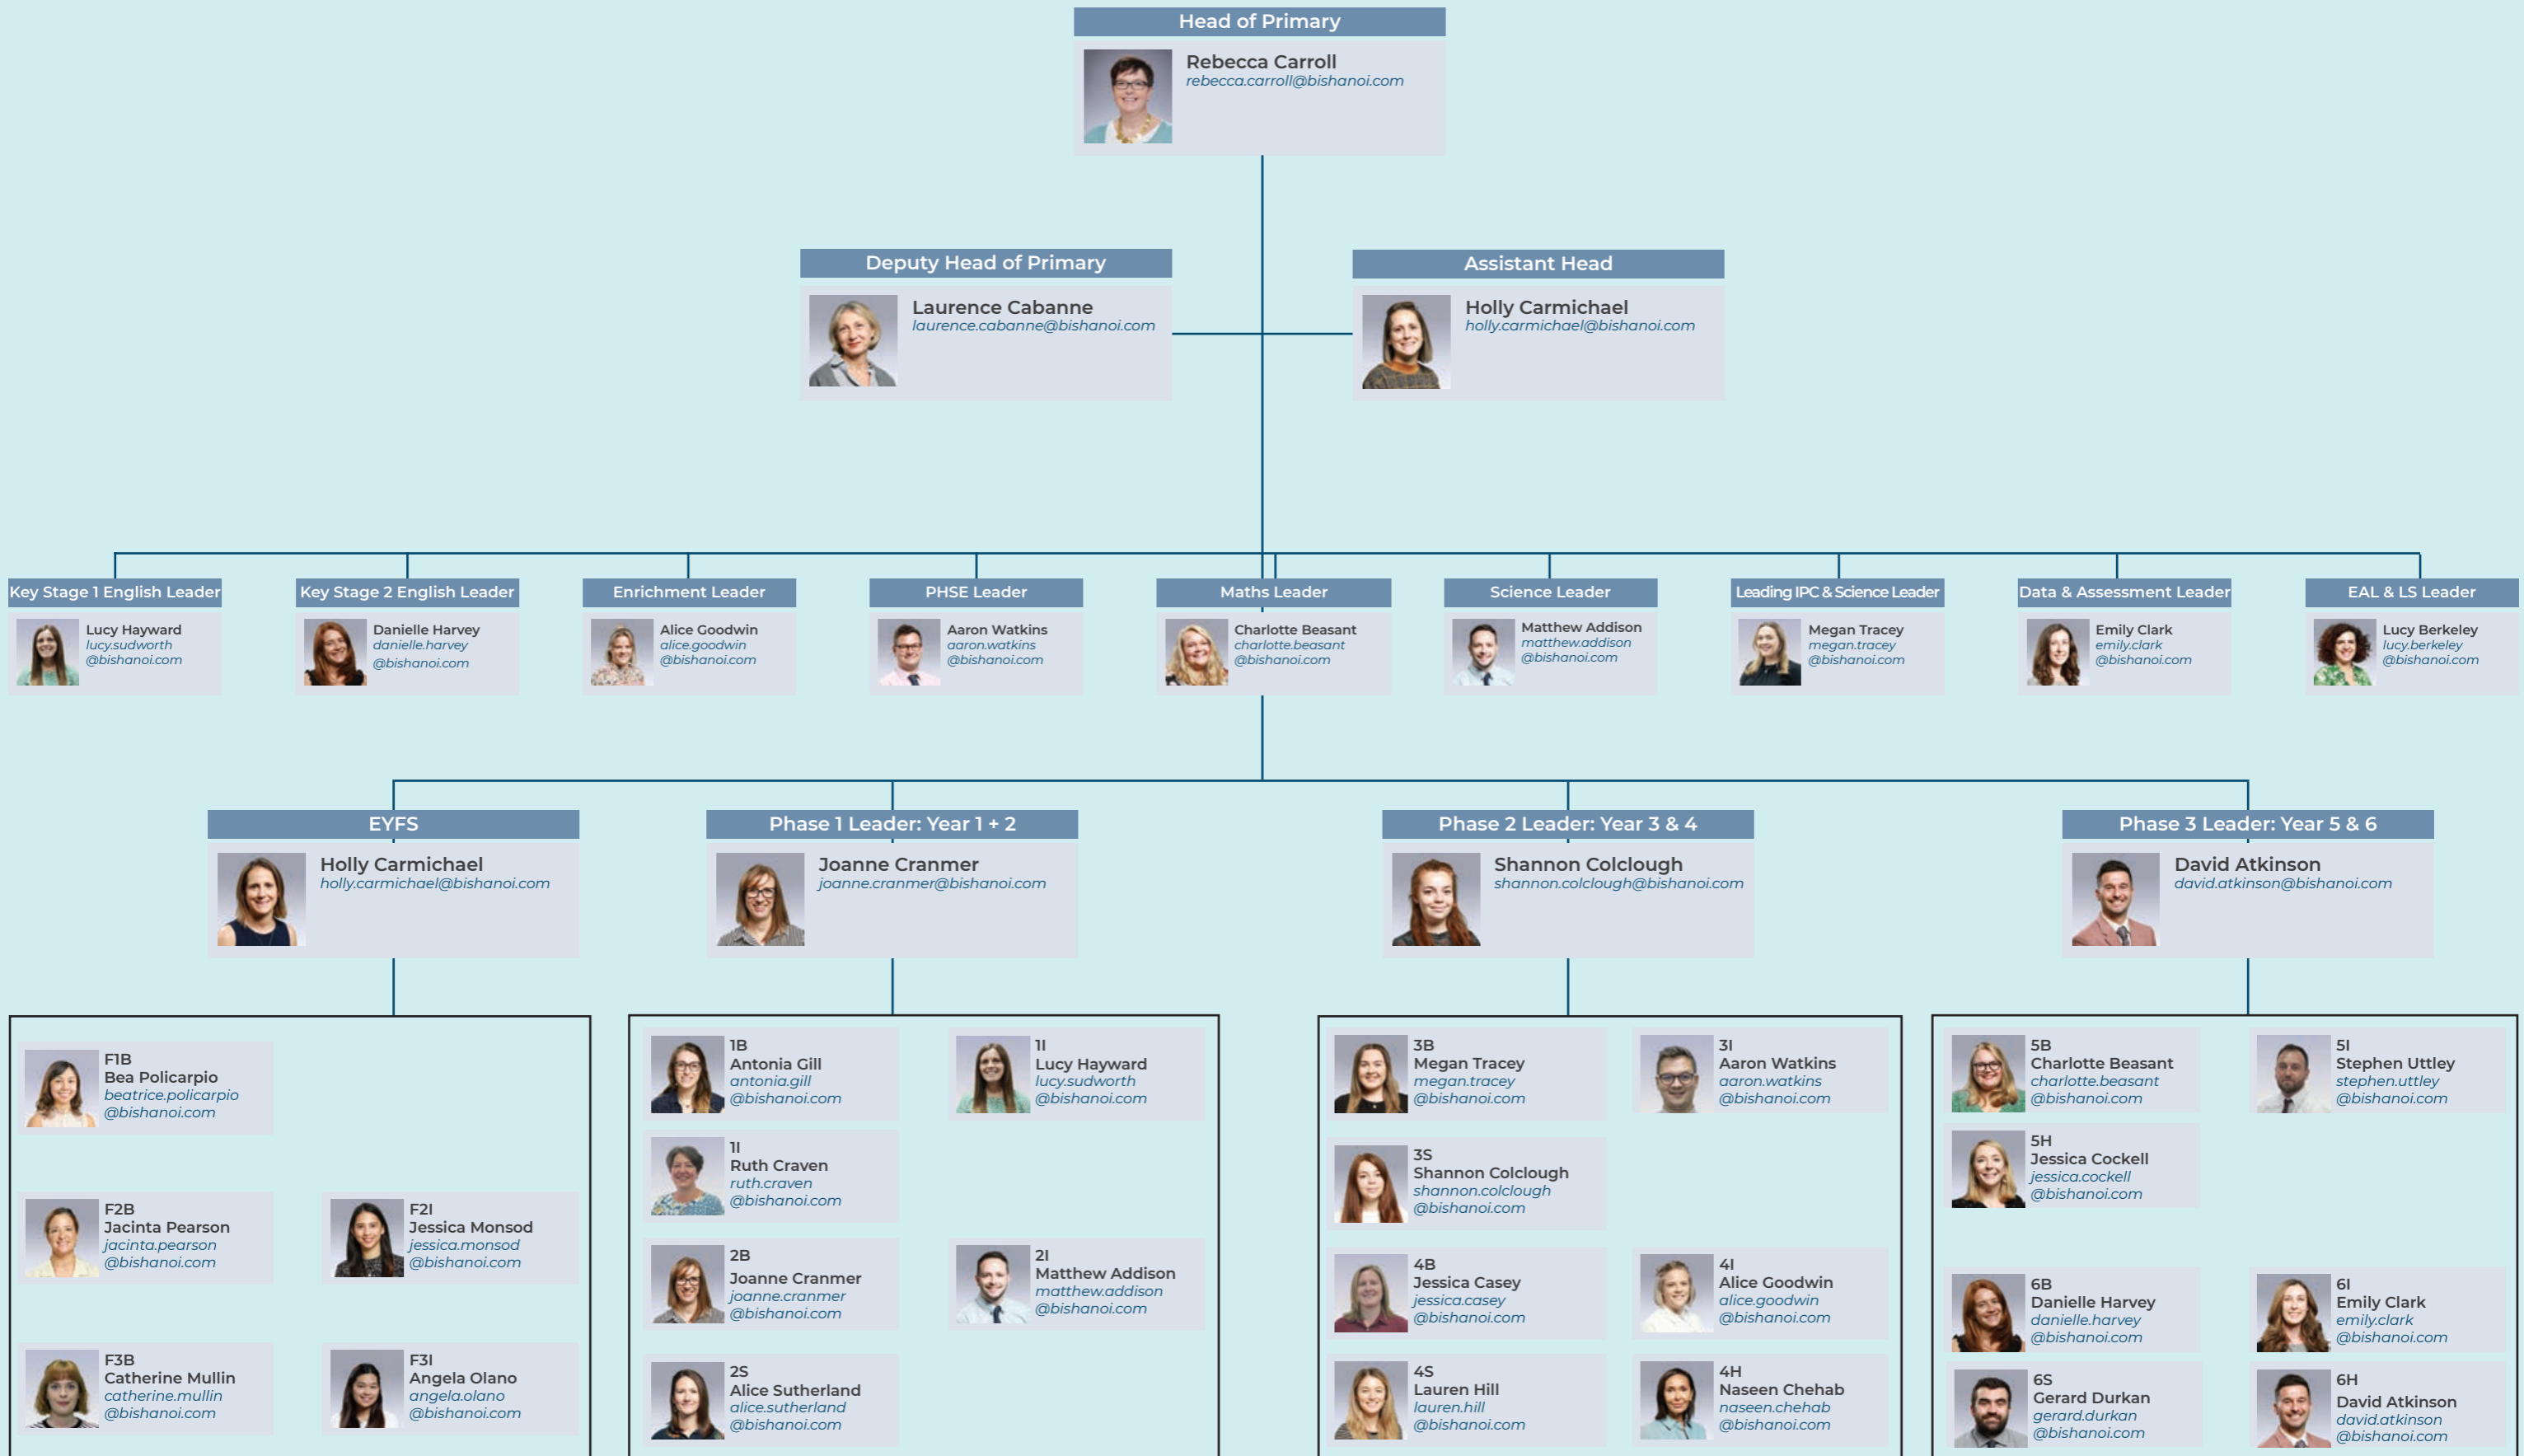 Head of Primary
Rebecca Carroll
rebecca.carroll@bishanoi.com
Deputy Head of Primary
Laurence Cabanne
laurence.cabanne@bishanoi.com
Assistant Head
Holly Carmichael
holly.carmichael@bishanoi.com
Key Stage 1 English Leader
Lucy Hayward
lucy.sudworth
@bishanoi.com
Key Stage 2 English Leader
Danielle Harvey
danielle.harvey
@bishanoi.com
Enrichment Leader
Alice Goodwin
alice.goodwin
@bishanoi.com
PHSE Leader
Aaron Watkins
aaron.watkins
@bishanoi.com
Maths Leader
Charlotte Beasant
charlotte.beasant
@bishanoi.com
Science Leader
Matthew Addison
matthew.addison
@bishanoi.com
Leading IPC & Science Leader
Megan Tracey
megan.tracey
@bishanoi.com
Data & Assessment Leader
Emily Clark
emily.clark
@bishanoi.com
EAL & LS Leader
Lucy Berkeley
lucy.berkeley
@bishanoi.com
EYFS
Holly Carmichael
holly.carmichael@bishanoi.com
Phase 1 Leader: Year 1 + 2
Joanne Cranmer
joanne.cranmer@bishanoi.com
Phase 2 Leader: Year 3 & 4
Shannon Colclough
shannon.colclough@bishanoi.com
Phase 3 Leader: Year 5 & 6
David Atkinson
david.atkinson@bishanoi.com
F1B
Bea Policarpio
beatrice.policarpio
@bishanoi.com
F2B
Jacinta Pearson
jacinta.pearson
@bishanoi.com
F2I
Jessica Monsod
jessica.monsod
@bishanoi.com
F3B
Catherine Mullin
catherine.mullin
@bishanoi.com
F3I
Angela Olano
angela.olano
@bishanoi.com
1B
Antonia Gill
antonia.gill
@bishanoi.com
1I
Lucy Hayward
lucy.sudworth
@bishanoi.com
1I
Ruth Craven
ruth.craven
@bishanoi.com
2B
Joanne Cranmer
joanne.cranmer
@bishanoi.com
2I
Matthew Addison
matthew.addison
@bishanoi.com
2S
Alice Sutherland
alice.sutherland
@bishanoi.com
3B
Megan Tracey
megan.tracey
@bishanoi.com
3I
Aaron Watkins
aaron.watkins
@bishanoi.com
3S
Shannon Colclough
shannon.colclough
@bishanoi.com
4B
Jessica Casey
jessica.casey
@bishanoi.com
4I
Alice Goodwin
alice.goodwin
@bishanoi.com
4S
Lauren Hill
lauren.hill
@bishanoi.com
4H
Naseen Chehab
naseen.chehab
@bishanoi.com
5B
Charlotte Beasant
charlotte.beasant
@bishanoi.com
5I
Stephen Uttley
stephen.uttley
@bishanoi.com
5H
Jessica Cockell
jessica.cockell
@bishanoi.com
6B
Danielle Harvey
danielle.harvey
@bishanoi.com
6I
Emily Clark
emily.clark
@bishanoi.com
6S
Gerard Durkan
gerard.durkan
@bishanoi.com
6H
David Atkinson
david.atkinson
@bishanoi.com